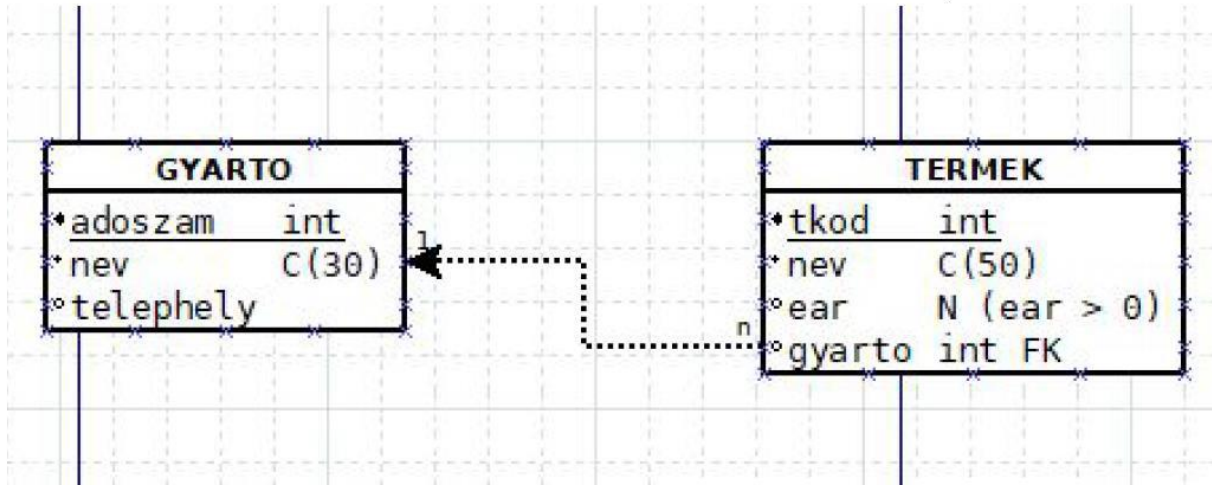 GYARTO
adoszam int
nev C(30)
telephely
1
n
TERMEK
tkod int
nev C(50)
ear N (ear > 0)
gyarto int FK